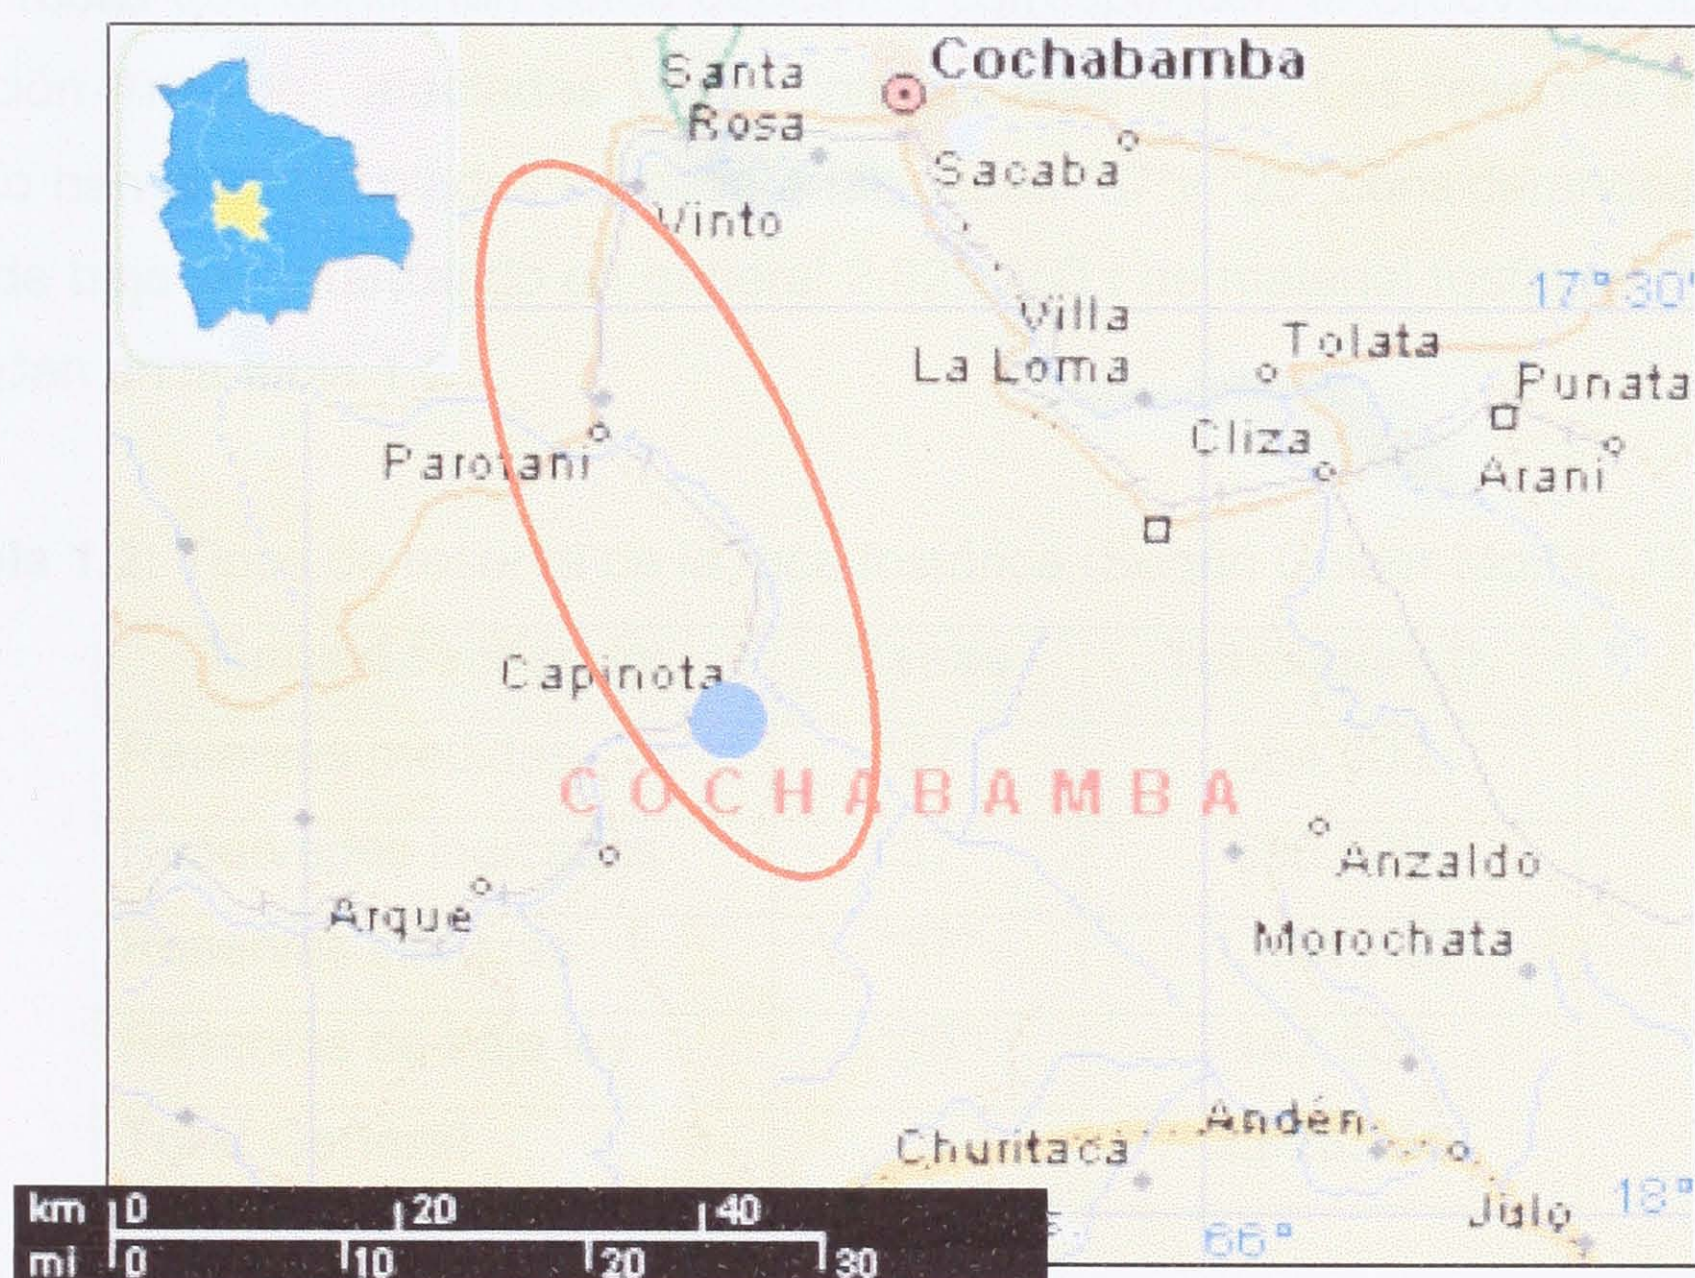 Cochabamba
Santa
Rosa
Sacaba
Vinto
17° 30'
Villa
La Loma
Tolata
Punata
Cliza
Arani
Parotani
Capinota
COCHABAMBA
Anzaldo
Arque
Morochata
Andén
Churitaca
Julo
18°
66°
km 0 20 40
mi 0 10 20 30